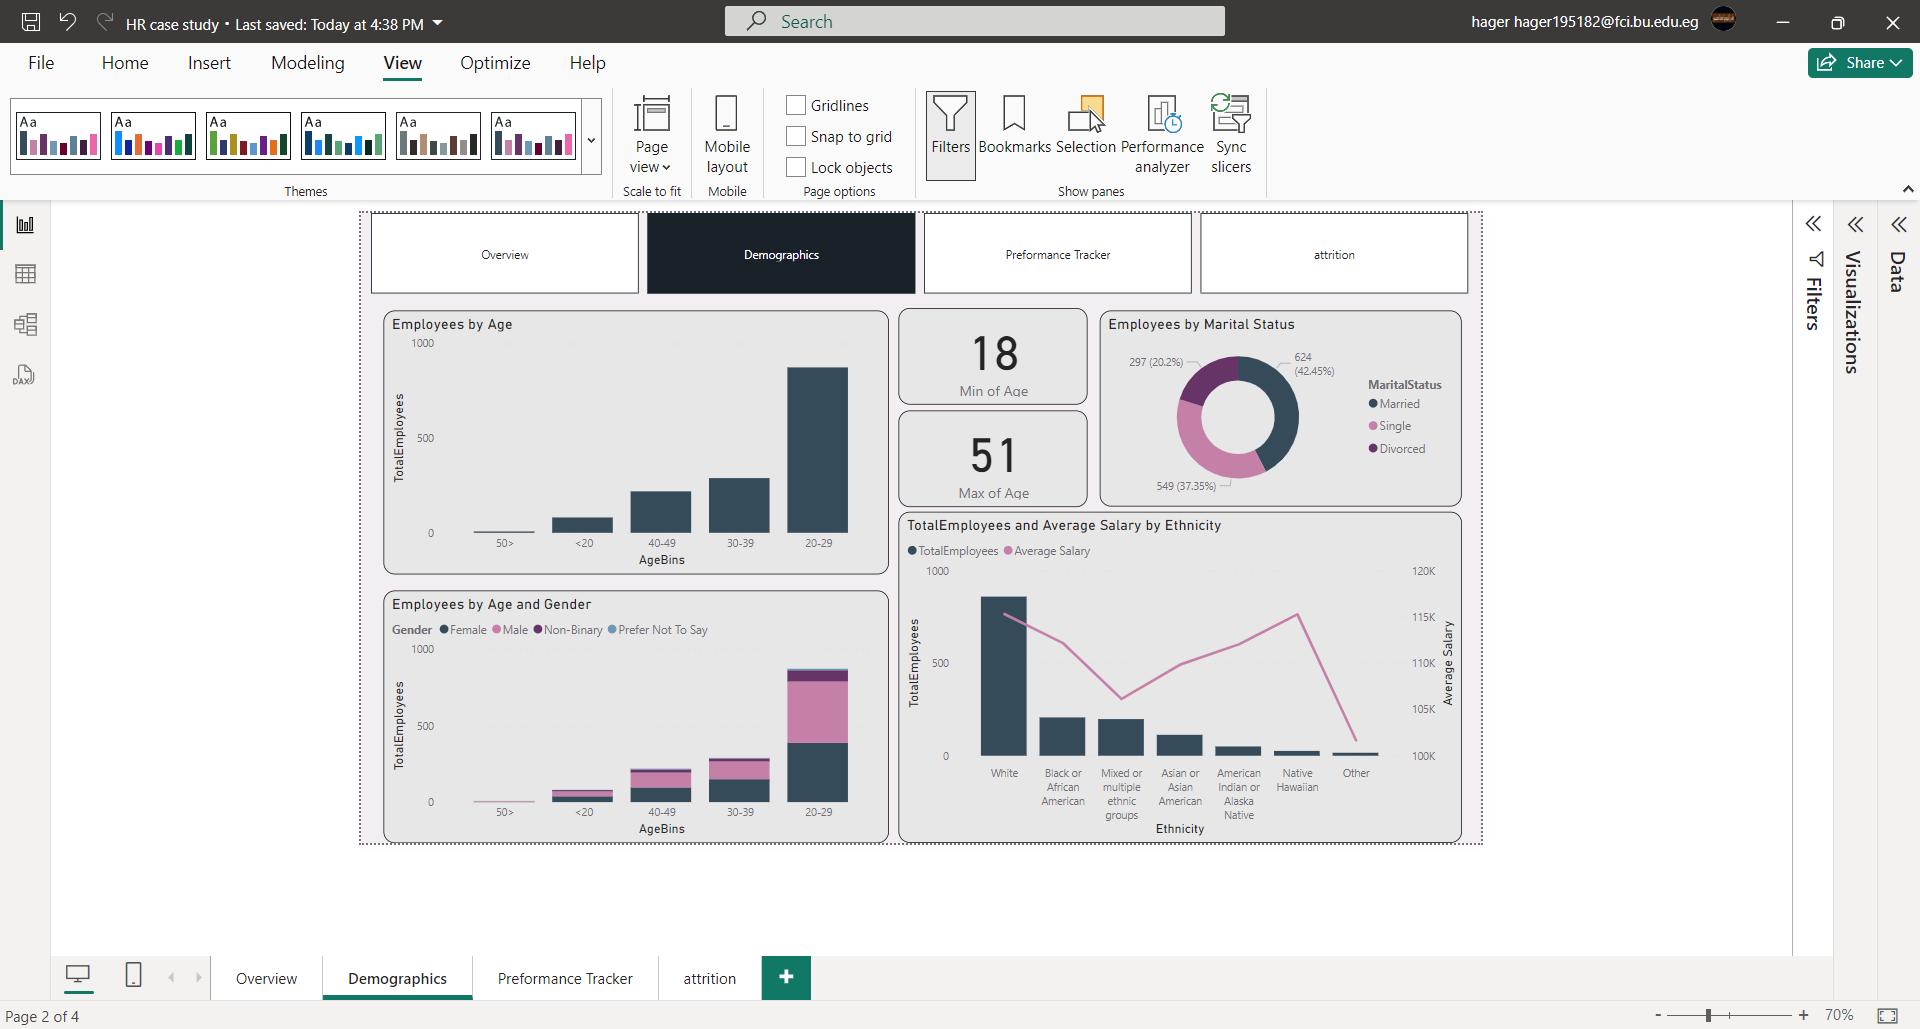 HR case study • Last saved: Today at 4:38 PM
Search
hager hager195182@fci.bu.edu.eg
File
Home
Insert
Modeling
View
Optimize
Help
Share
Aa
Aa
Aa
Aa
Aa
Aa
Themes
Page
view
Scale to fit
Mobile
layout
Mobile
Gridlines
Snap to grid
Lock objects
Page options
Filters
Bookmarks
Selection
Performance
analyzer
Sync
slicers
Show panes
DAX
Overview
Demographics
Preformance Tracker
attrition
Employees by Age
TotalEmployees
1000
500
0
50>
<20
40-49
30-39
20-29
AgeBins
18
Min of Age
51
Max of Age
Employees by Marital Status
297 (20.2%)
624
(42.45%)
549 (37.35%)
MaritalStatus
Married
Single
Divorced
Employees by Age and Gender
Gender
Female
Male
Non-Binary
Prefer Not To Say
TotalEmployees
1000
500
0
50>
<20
40-49
30-39
20-29
AgeBins
TotalEmployees and Average Salary by Ethnicity
TotalEmployees
Average Salary
TotalEmployees
1000
500
0
120K
115K
110K
105K
100K
Average Salary
White
Black or
African
American
Mixed or
multiple
ethnic
groups
Asian or
Asian
American
American
Indian or
Alaska
Native
Native
Hawaiian
Other
Ethnicity
Filters
Visualizations
Data
Overview
Demographics
Preformance Tracker
attrition
Page 2 of 4
- + 70%